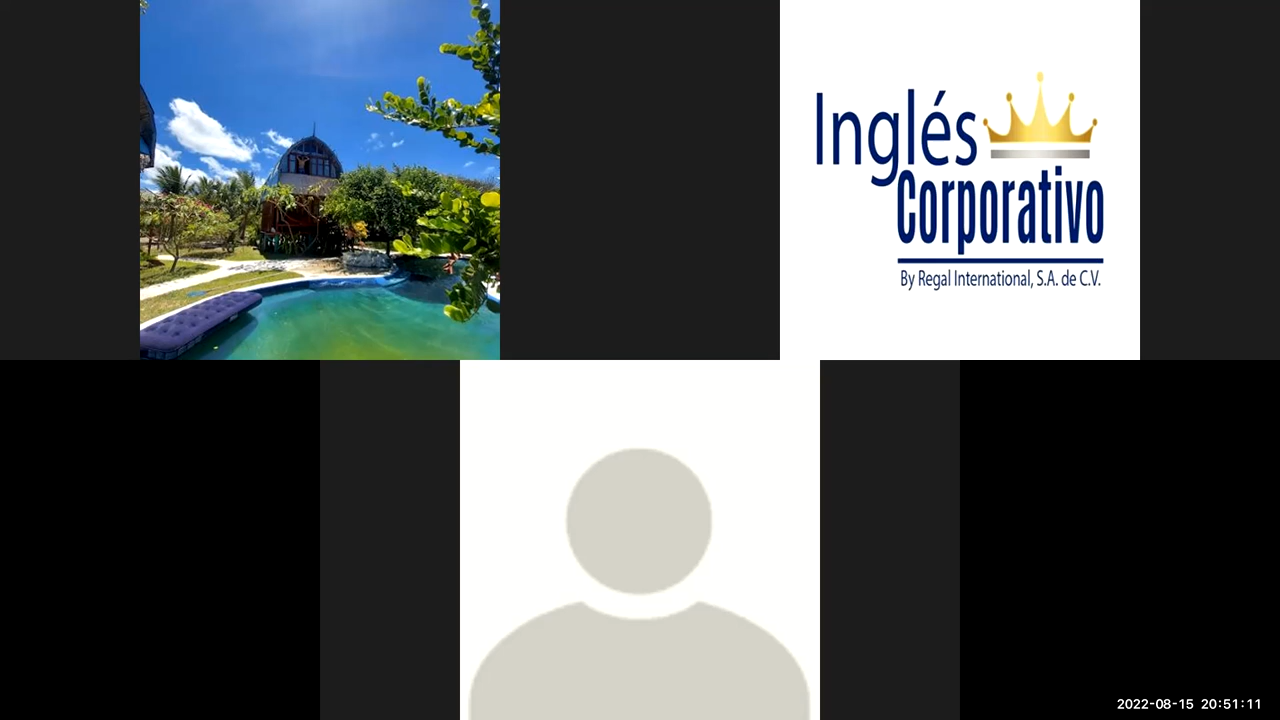 Inglés
Corporativo
By Regal International, S.A. de C.V.
2022-08-15 20:51:11